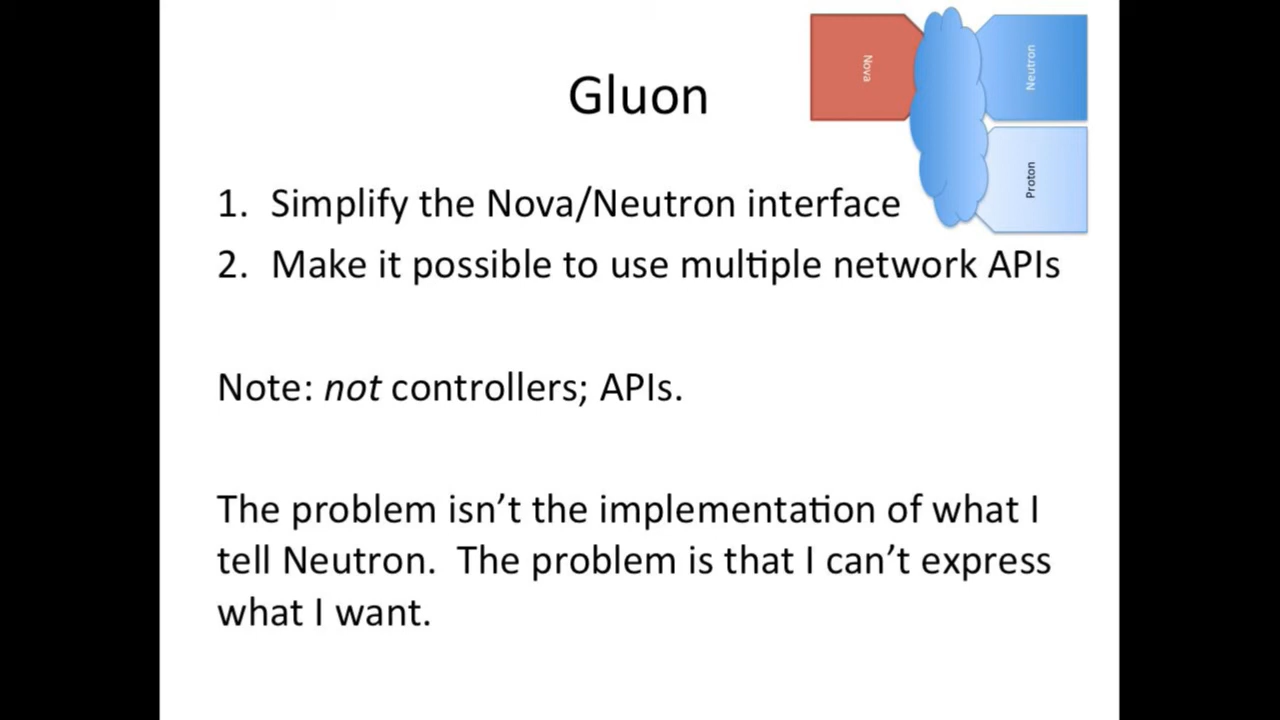 Gluon
Nova
Neutron
Proton
1. Simplify the Nova/Neutron interface
2. Make it possible to use multiple network APIs
Note: not controllers; APIs.
The problem isn’t the implementation of what I
tell Neutron.  The problem is that I can’t express
what I want.